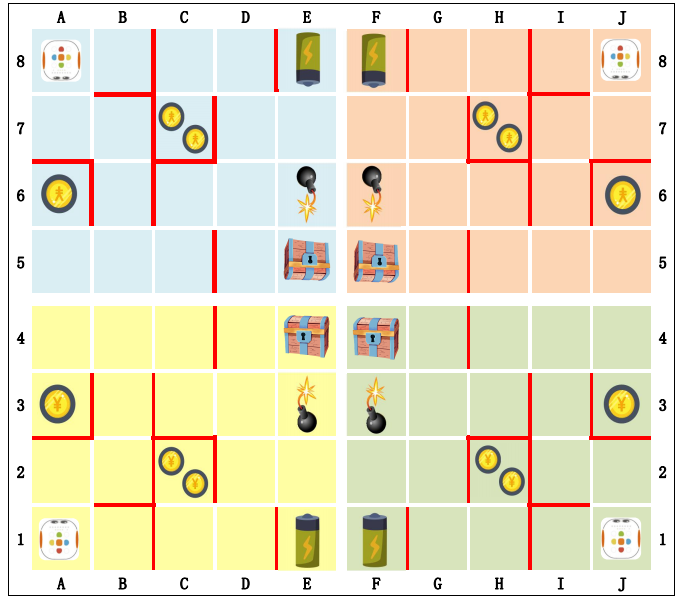 A B C D E F G H I J
8 8
7 ¥ ¥ ¥ ¥ 7
6 ¥ ¥ 6
5 5
4 4
3 ¥ ¥ 3
2 ¥ ¥ ¥ ¥ 2
1 1
A B C D E F G H I J